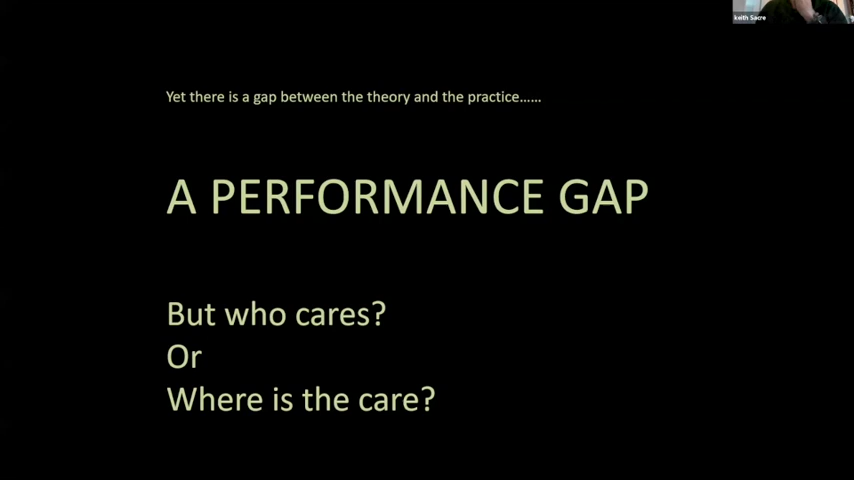 keith Sacre
Yet there is a gap between the theory and the practice......
A PERFORMANCE GAP
But who cares?
Or
Where is the care?